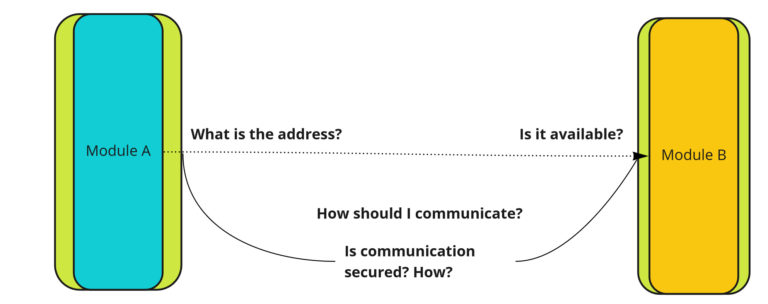 What is the address?
Is it available?
Module A
Module B
How should I communicate?
Is communication
secured? How?